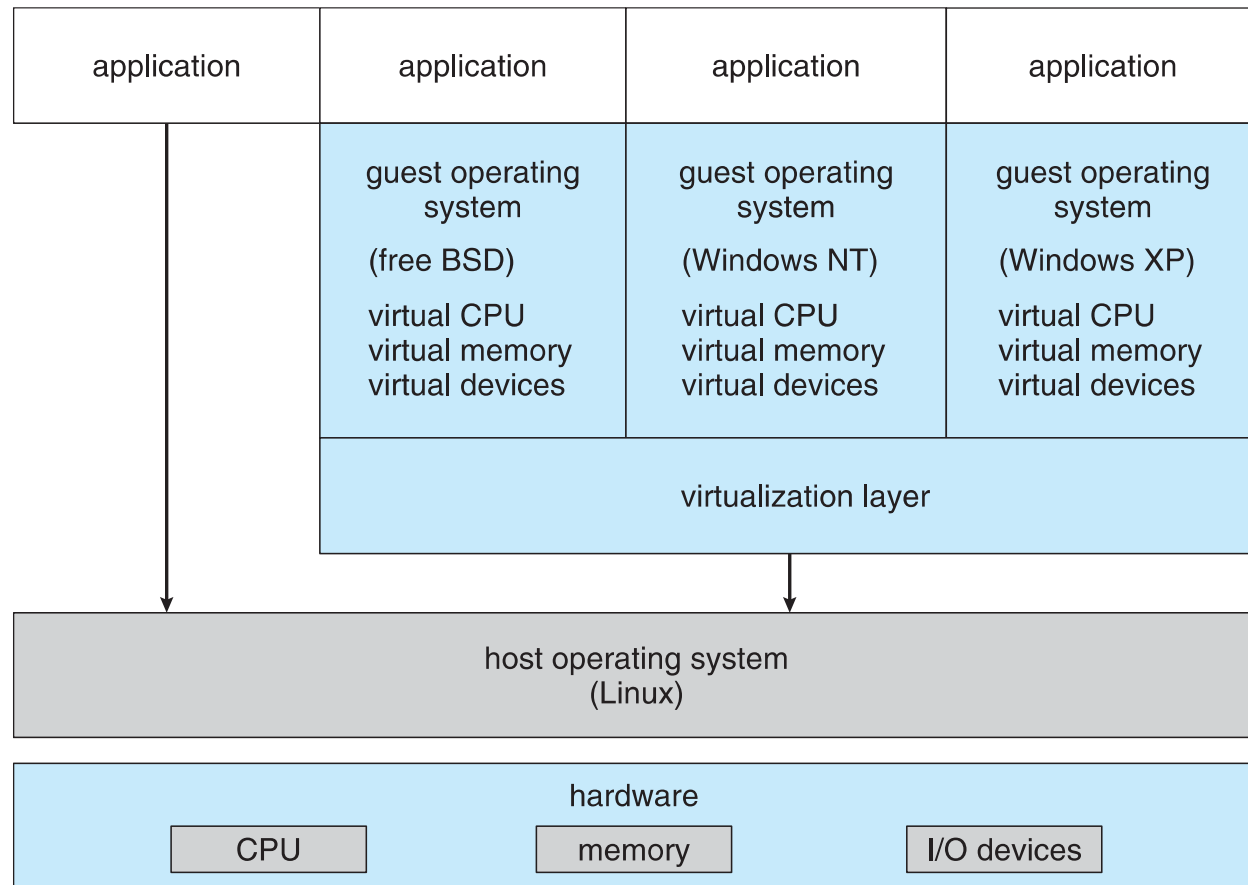 application
application
application
application
guest operating
system
(free BSD)
virtual CPU
virtual memory
virtual devices
guest operating
system
(Windows NT)
virtual CPU
virtual memory
virtual devices
guest operating
system
(Windows XP)
virtual CPU
virtual memory
virtual devices
virtualization layer
host operating system
(Linux)
hardware
CPU
memory
I/O devices